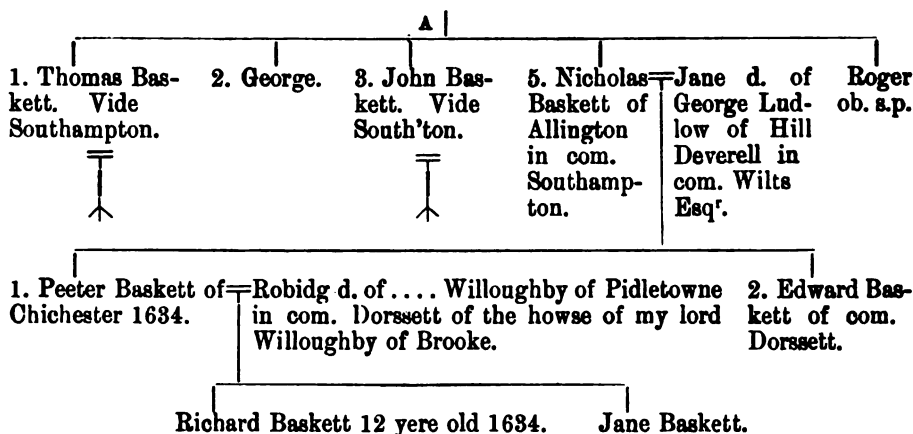 A
1. Thomas Bas-
kett. Vide
Southampton.
2. George.
3. John Bas-
kett. Vide
South'ton.
5. Nicholas
Baskett of
Allington
in com.
Southamp-
ton.
Jane d. of
George Lud-
low of Hill
Deverell in
com. Wilts
Esqʳ.
Roger
ob. s.p.
1. Peeter Baskett of
Chichester 1634.
Robidg d. of .... Willoughby of Pidletowne
in com. Dorssett of the howse of my lord
Willoughby of Brooke.
2. Edward Bas-
kett of com.
Dorssett.
Richard Baskett 12 yere old 1634.
Jane Baskett.